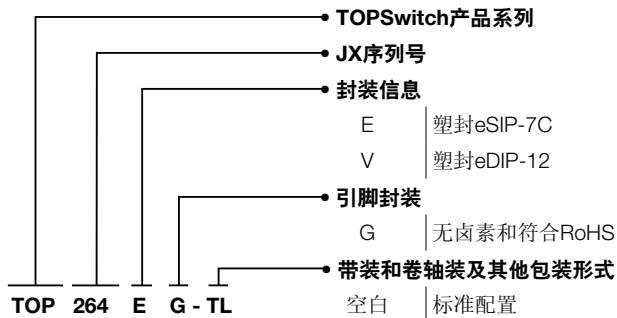 TOPSwitch产品系列
JX序列号
封装信息
E 塑封eSIP-7C
V 塑封eDIP-12
引脚封装
G 无卤素和符合RoHS
带装和卷轴装及其他包装形式
空白 标准配置
TOP 264 E G - TL